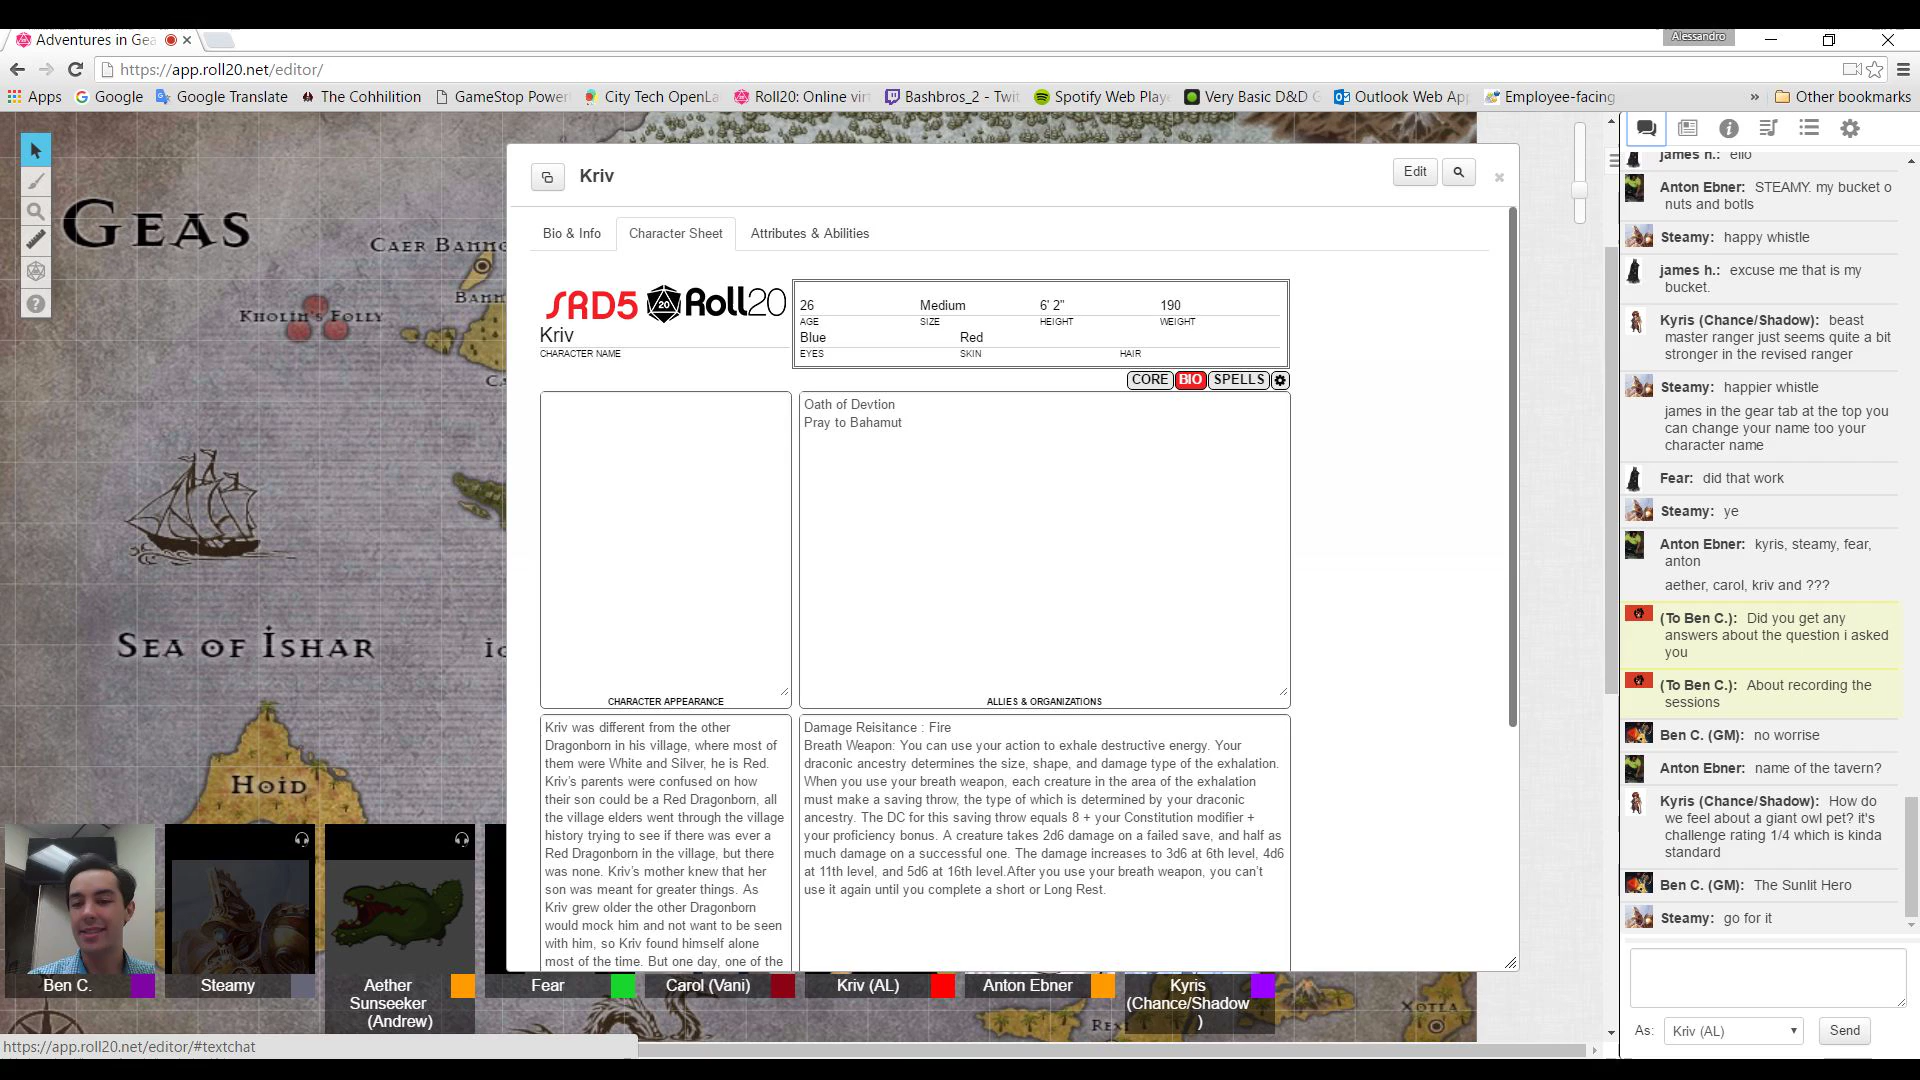 Adventures in Gea
Alessandro
https://app.roll20.net/editor/
Apps
Google
Google Translate
The Cohhilition
GameStop Power
City Tech OpenLa
Roll20: Online virt
Bashbros_2 - Twit
Spotify Web Playe
Very Basic D&D G
Outlook Web App
Employee-facing
»
Other bookmarks
GEAS
CAER BAHNO
BAHN
KHOLIN'S FOLLY
SEA OF ISHAR
HOID
XOTLA
Kriv
Edit
Bio & Info
Character Sheet
Attributes & Abilities
SRD5 20 Roll20
Kriv
CHARACTER NAME
26 Medium 6' 2" 190
AGE SIZE HEIGHT WEIGHT
Blue Red
EYES SKIN HAIR
CORE BIO SPELLS
Oath of Devtion
Pray to Bahamut
CHARACTER APPEARANCE
ALLIES & ORGANIZATIONS
Kriv was different from the other
Dragonborn in his village, where most of
them were White and Silver, he is Red.
Kriv's parents were confused on how
their son could be a Red Dragonborn, all
the village elders went through the village
history trying to see if there was ever a
Red Dragonborn in the village, but there
was none. Kriv's mother knew that her
son was meant for greater things. As
Kriv grew older the other Dragonborn
would mock him and not want to be seen
with him, so Kriv found himself alone
most of the time. But one day, one of the
Damage Reisitance : Fire
Breath Weapon: You can use your action to exhale destructive energy. Your
draconic ancestry determines the size, shape, and damage type of the exhalation.
When you use your breath weapon, each creature in the area of the exhalation
must make a saving throw, the type of which is determined by your draconic
ancestry. The DC for this saving throw equals 8 + your Constitution modifier +
your proficiency bonus. A creature takes 2d6 damage on a failed save, and half as
much damage on a successful one. The damage increases to 3d6 at 6th level, 4d6
at 11th level, and 5d6 at 16th level.After you use your breath weapon, you can't
use it again until you complete a short or Long Rest.
james h.: ello
Anton Ebner: STEAMY. my bucket o
nuts and botls
Steamy: happy whistle
james h.: excuse me that is my
bucket.
Kyris (Chance/Shadow): beast
master ranger just seems quite a bit
stronger in the revised ranger
Steamy: happier whistle
james in the gear tab at the top you
can change your name too your
character name
Fear: did that work
Steamy: ye
Anton Ebner: kyris, steamy, fear,
anton
aether, carol, kriv and ???
(To Ben C.): Did you get any
answers about the question i asked
you
(To Ben C.): About recording the
sessions
Ben C. (GM): no worrise
Anton Ebner: name of the tavern?
Kyris (Chance/Shadow): How do
we feel about a giant owl pet? it's
challenge rating 1/4 which is kinda
standard
Ben C. (GM): The Sunlit Hero
Steamy: go for it
As: Kriv (AL) Send
Ben C.
Steamy
Aether
Sunseeker
(Andrew)
Fear
Carol (Vani)
Kriv (AL)
Anton Ebner
Kyris
(Chance/Shadow
)
https://app.roll20.net/editor/#textchat